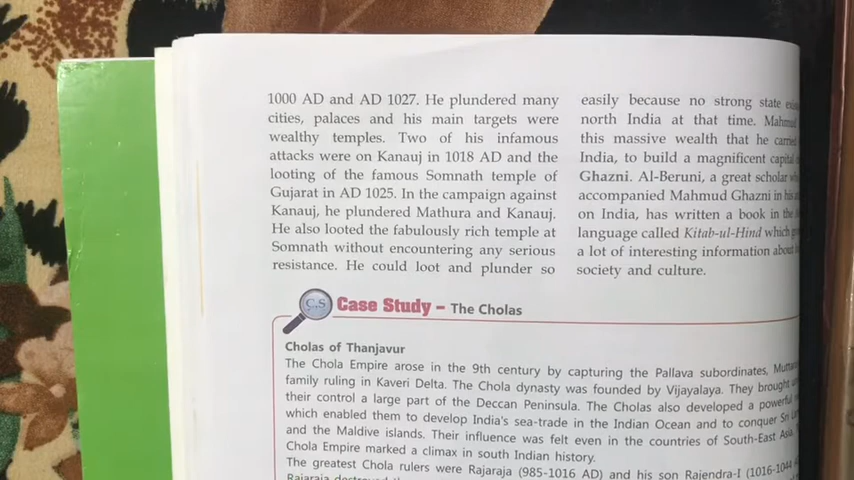 1000 AD and AD 1027. He plundered many
cities, palaces and his main targets were
wealthy temples. Two of his infamous
attacks were on Kanauj in 1018 AD and the
looting of the famous Somnath temple of
Gujarat in AD 1025. In the campaign against
Kanauj, he plundered Mathura and Kanauj.
He also looted the fabulously rich temple at
Somnath without encountering any serious
resistance. He could loot and plunder so
easily because no strong state
north India at that time. Mahmud
this massive wealth that he carried
India, to build a magnificent capital
Ghazni. Al-Beruni, a great scholar
accompanied Mahmud Ghazni in his
on India, has written a book in the
language called Kitab-ul-Hind which
a lot of interesting information about
society and culture.
C.S Case Study – The Cholas
Cholas of Thanjavur
The Chola Empire arose in the 9th century by capturing the Pallava subordinates,
family ruling in Kaveri Delta. The Chola dynasty was founded by Vijayalaya. They brought
their control a large part of the Deccan Peninsula. The Cholas also developed a powerful
which enabled them to develop India's sea-trade in the Indian Ocean and to conquer Sri
and the Maldive islands. Their influence was felt even in the countries of South-East Asia.
Chola Empire marked a climax in south Indian history.
The greatest Chola rulers were Rajaraja (985-1016 AD) and his son Rajendra-I (1016-1044
Rajaraja destroyed